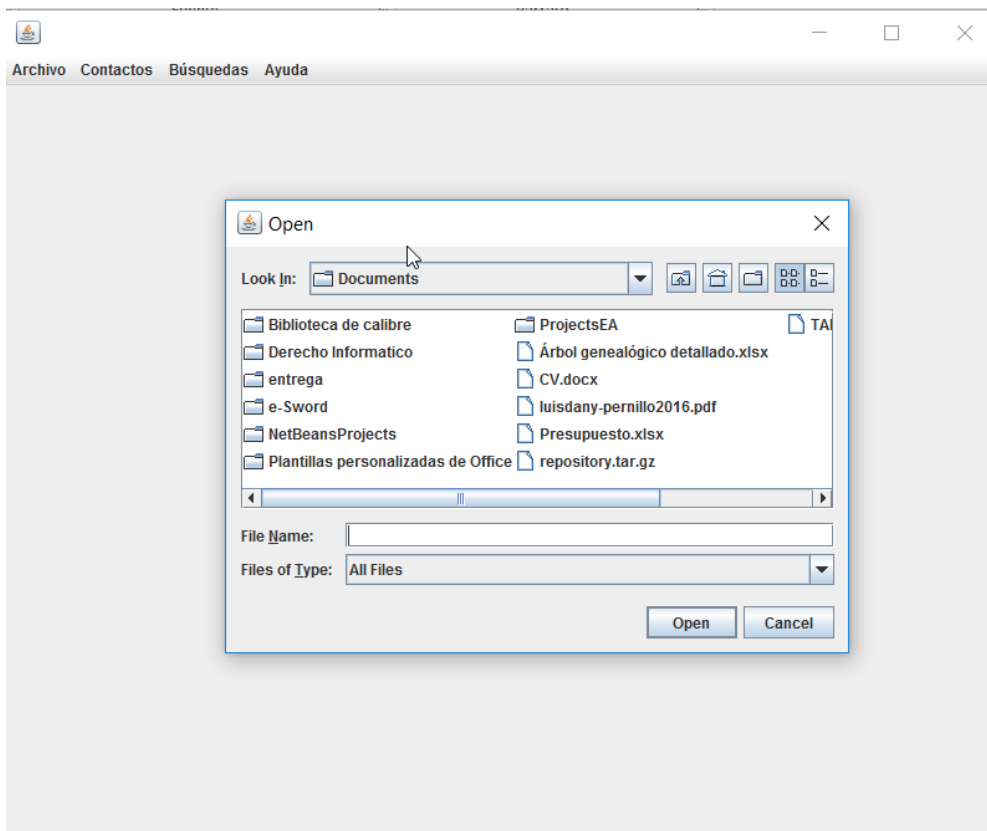 Archivo Contactos Búsquedas Ayuda
Open
Look In: Documents
Biblioteca de calibre ProjectsEA
Derecho Informatico Árbol genealógico detallado.xlsx
entrega CV.docx
e-Sword luisdany-pernillo2016.pdf
NetBeansProjects Presupuesto.xlsx
Plantillas personalizadas de Office repository.tar.gz
File Name:
Files of Type: All Files
Open Cancel